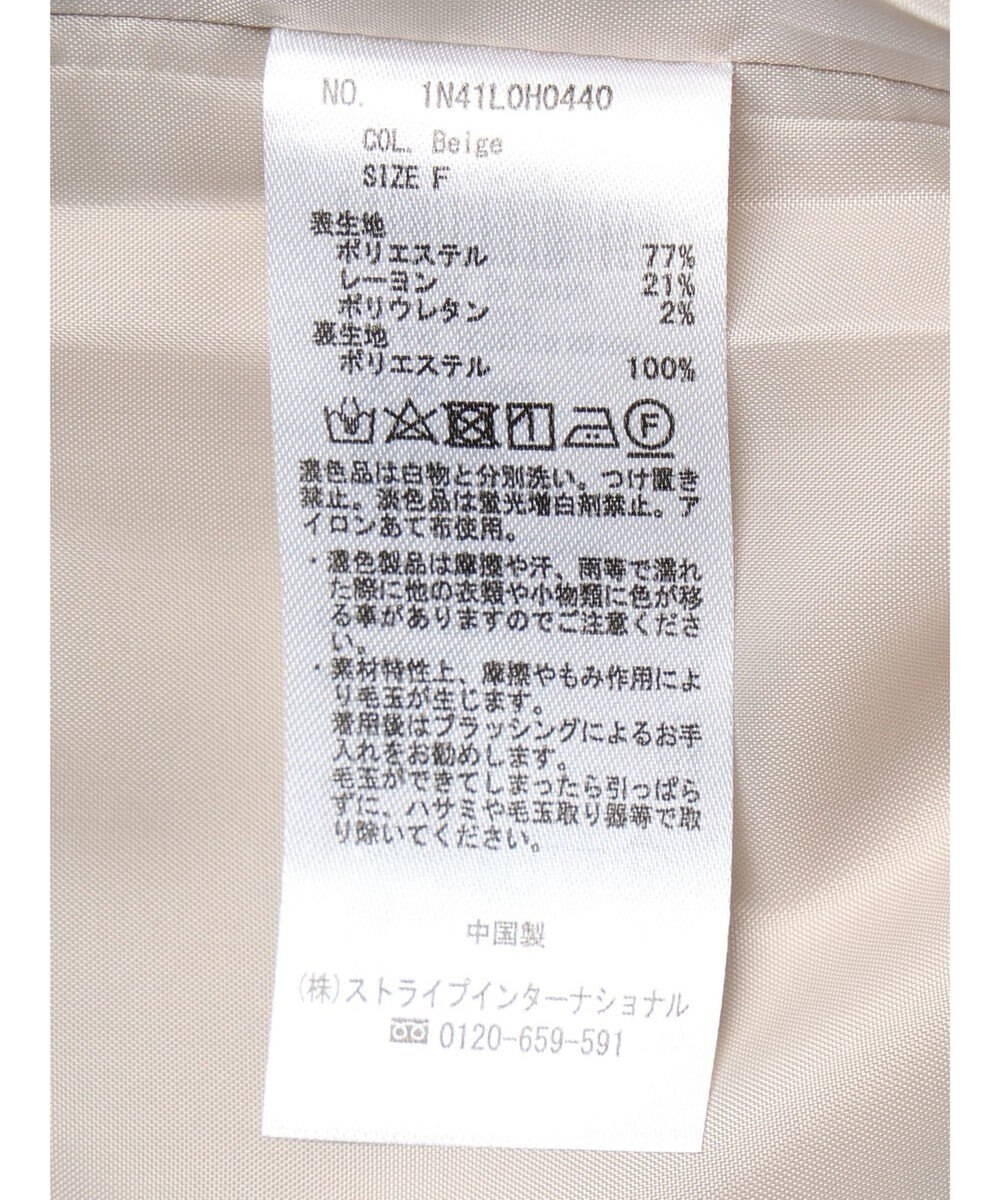 NO. 1N41L0H0440
COL. Beige
SIZE F
表生地
ポリエステル 77%
レーヨン 21%
ポリウレタン 2%
裏生地
ポリエステル 100%
F
濃色品は白物と分別洗い。つけ置き
禁止。淡色品は蛍光増白剤禁止。ア
イロンあて布使用。
・濃色製品は摩擦や汗、雨等で濡れ
た際に他の衣類や小物類に色が移
る事がありますのでご注意くださ
い。
・素材特性上、摩擦やもみ作用によ
り毛玉が生じます。
着用後はブラッシングによるお手
入れをお勧めします。
毛玉ができてしまったら引っぱら
ずに、ハサミや毛玉取り器等で取
り除いてください。
中国製
(株)ストライプインターナショナル
0120-659-591